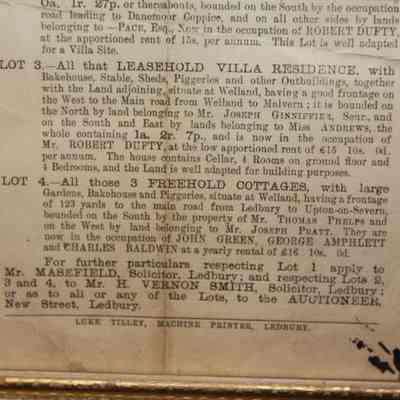 0a. 1r. 27p. or thereabouts, bounded on the South by the occupation
road leading to Danemoor Coppice, and on all other sides by lands
belonging to —PACE, Esq. Now in the occupation of ROBERT DUFTY,
at the apportioned rent of 15s. per annum. This Lot is well adapted
for a Villa Site.
LOT 3.—All that LEASEHOLD VILLA RESIDENCE, with
Bakehouse, Stable, Sheds, Piggeries and other Outbuildings, together
with the Land adjoining, situate at Welland, having a good frontage on
the West to the Main road from Welland to Malvern; it is bounded on
the North by land belonging to Mr. JOSEPH GINNIFFIER, Senr., and
on the South and East by lands belonging to Miss ANDREWS, the
whole containing 1a. 2r. 7p., and is now in the occupation of
Mr. ROBERT DUFTY, at the low apportioned rent of £15 10s. 0d.
per annum. The house contains Cellar, 4 Rooms on ground floor and
4 Bedrooms, and the Land is well adapted for building purposes.
LOT 4.—All those 3 FREEHOLD COTTAGES, with large
Gardens, Bakehouse and Piggeries, situate at Welland, having a frontage
of 123 yards to the main road from Ledbury to Upton-on-Severn,
bounded on the South by the property of Mr. THOMAS PHELPS and
on the West by land belonging to Mr. JOSEPH PRATT. They are
now in the occupation of JOHN GREEN, GEORGE AMPHLETT
and CHARLES BALDWIN at a yearly rental of £16 10s. 0d.
For further particulars respecting Lot 1 apply to
Mr. MASEFIELD, Solicitor, Ledbury; and respecting Lots 2,
3 and 4, to Mr. H. VERNON SMITH, Solicitor, Ledbury;
or as to all or any of the Lots, to the AUCTIONEER,
New Street, Ledbury.
LUKE TILLEY, MACHINE PRINTER, LEDBURY.